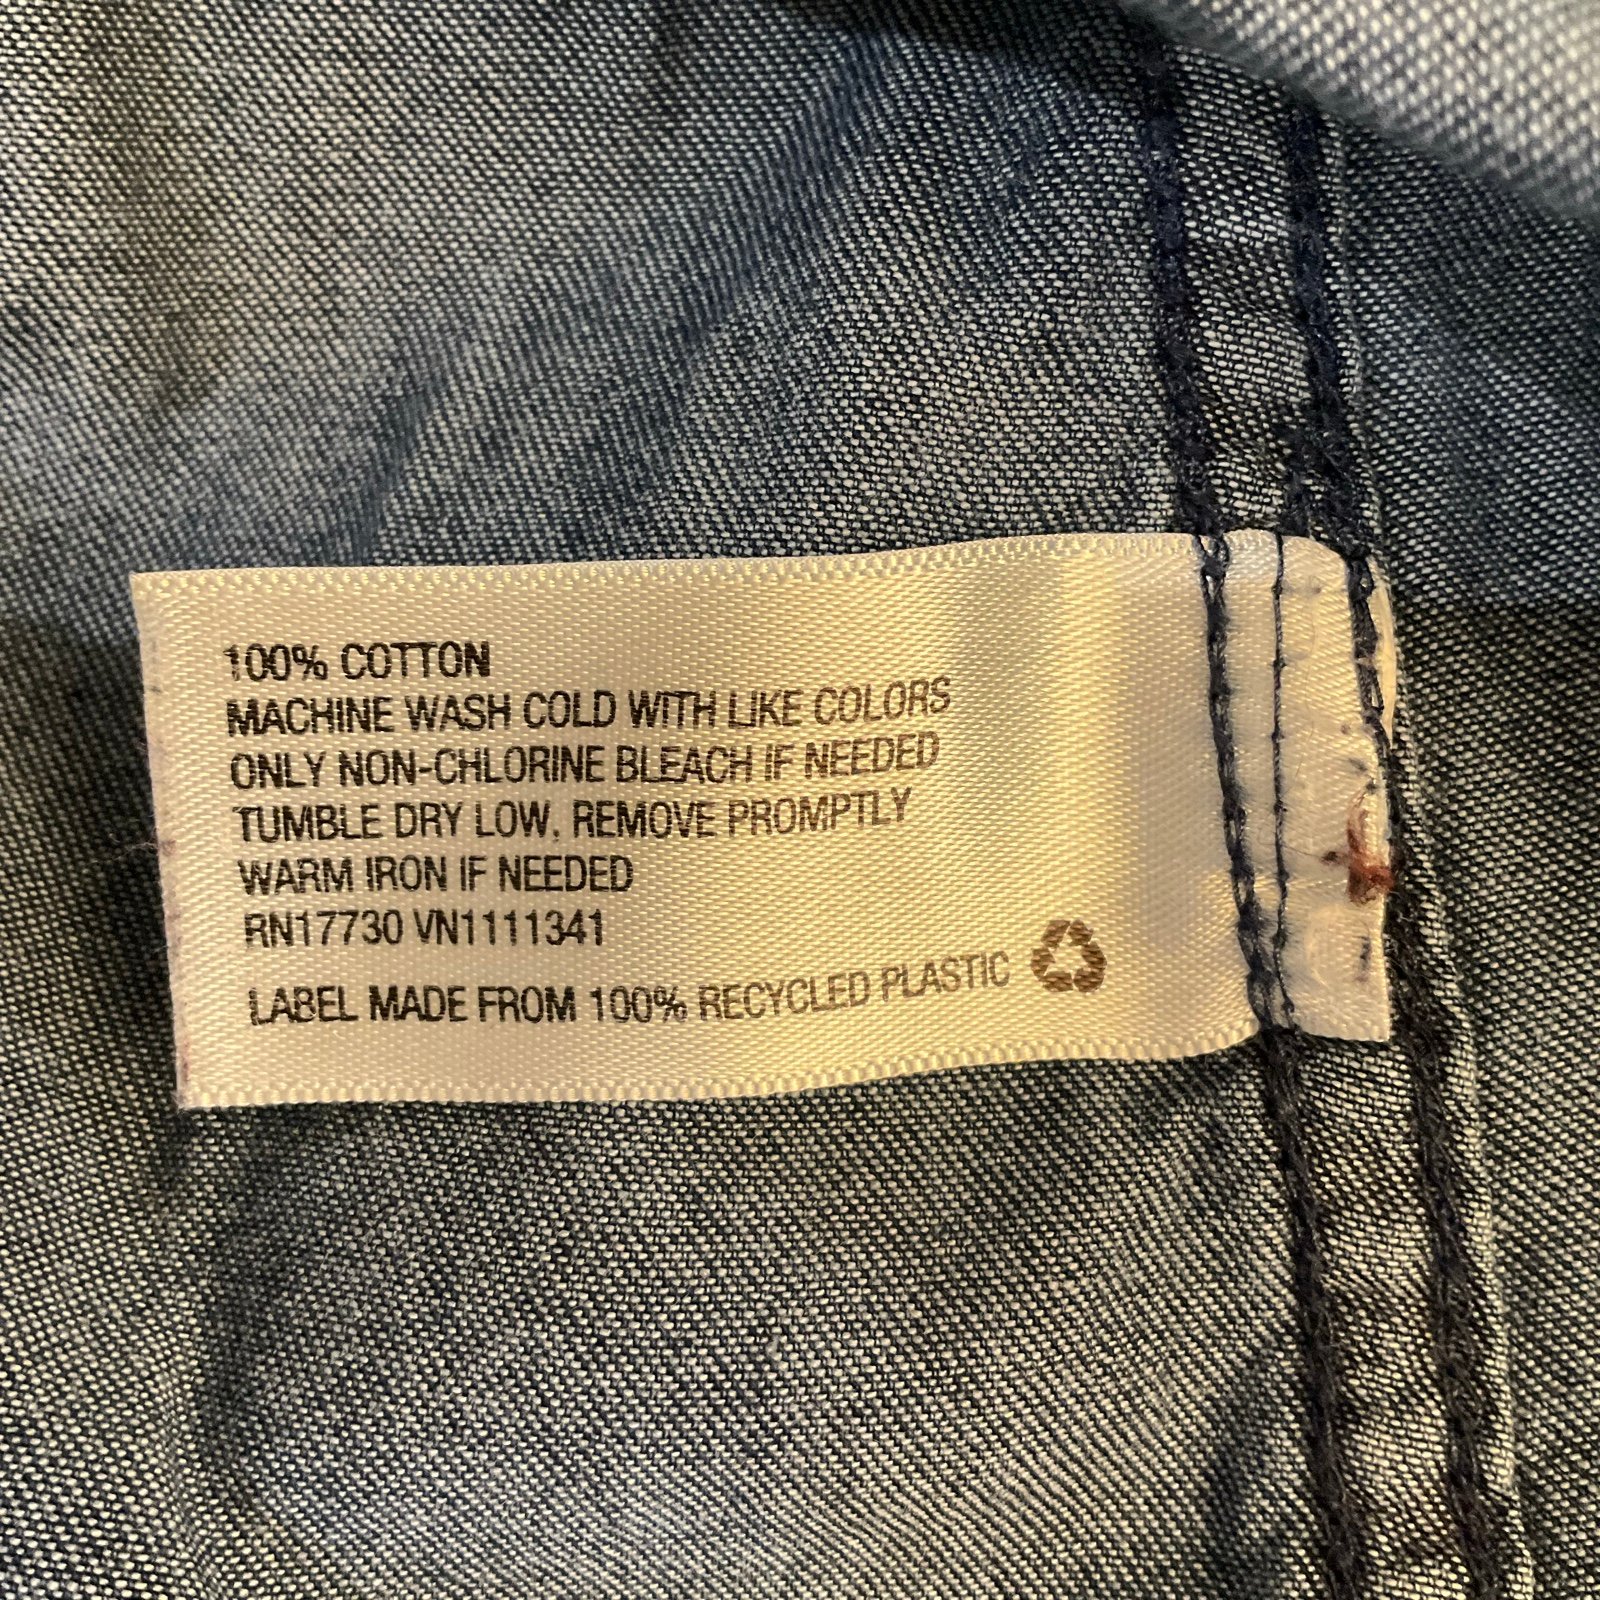 100% COTTON
MACHINE WASH COLD WITH LIKE COLORS
ONLY NON-CHLORINE BLEACH IF NEEDED
TUMBLE DRY LOW, REMOVE PROMPTLY
WARM IRON IF NEEDED
RN17730 VN1111341
LABEL MADE FROM 100% RECYCLED PLASTIC